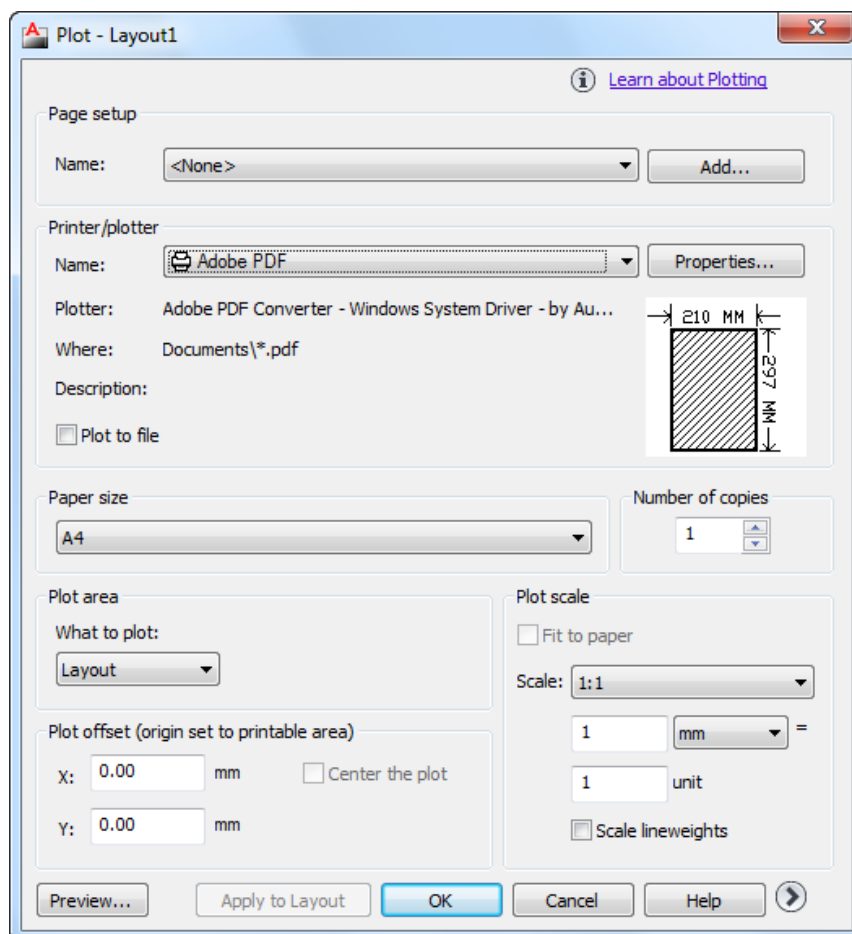 Plot - Layout1
Learn about Plotting
Page setup
Name: <None> Add...
Printer/plotter
Name: Adobe PDF Properties...
Plotter: Adobe PDF Converter - Windows System Driver - by Au...
Where: Documents\*.pdf
Description:
Plot to file
210 MM
297 MM
Paper size
A4
Number of copies
1
Plot area
What to plot:
Layout
Plot scale
Fit to paper
Scale: 1:1
1 mm =
1 unit
Scale lineweights
Plot offset (origin set to printable area)
X: 0.00 mm Center the plot
Y: 0.00 mm
Preview... Apply to Layout OK Cancel Help